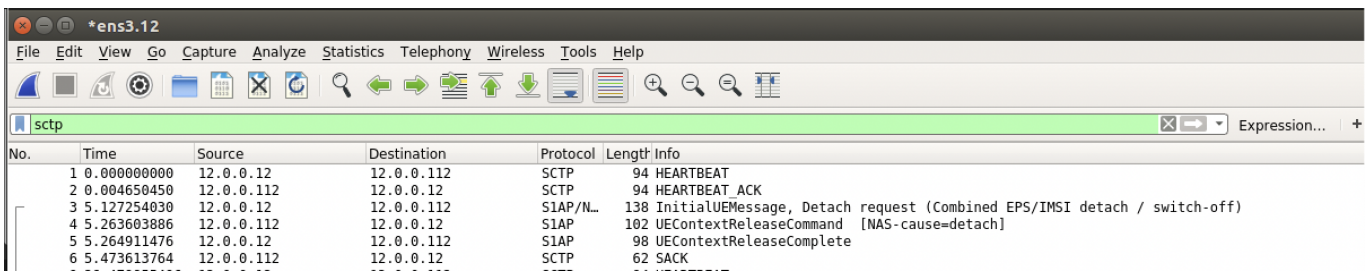 *ens3.12
File Edit View Go Capture Analyze Statistics Telephony Wireless Tools Help
sctp Expression... +
No. Time Source Destination Protocol Length Info
1 0.000000000 12.0.0.12 12.0.0.112 SCTP 94 HEARTBEAT
2 0.004650450 12.0.0.112 12.0.0.12 SCTP 94 HEARTBEAT_ACK
3 5.127254030 12.0.0.12 12.0.0.112 S1AP/N… 138 InitialUEMessage, Detach request (Combined EPS/IMSI detach / switch-off)
4 5.263603886 12.0.0.112 12.0.0.12 S1AP 102 UEContextReleaseCommand [NAS-cause=detach]
5 5.264911476 12.0.0.12 12.0.0.112 S1AP 98 UEContextReleaseComplete
6 5.473613764 12.0.0.112 12.0.0.12 SCTP 62 SACK